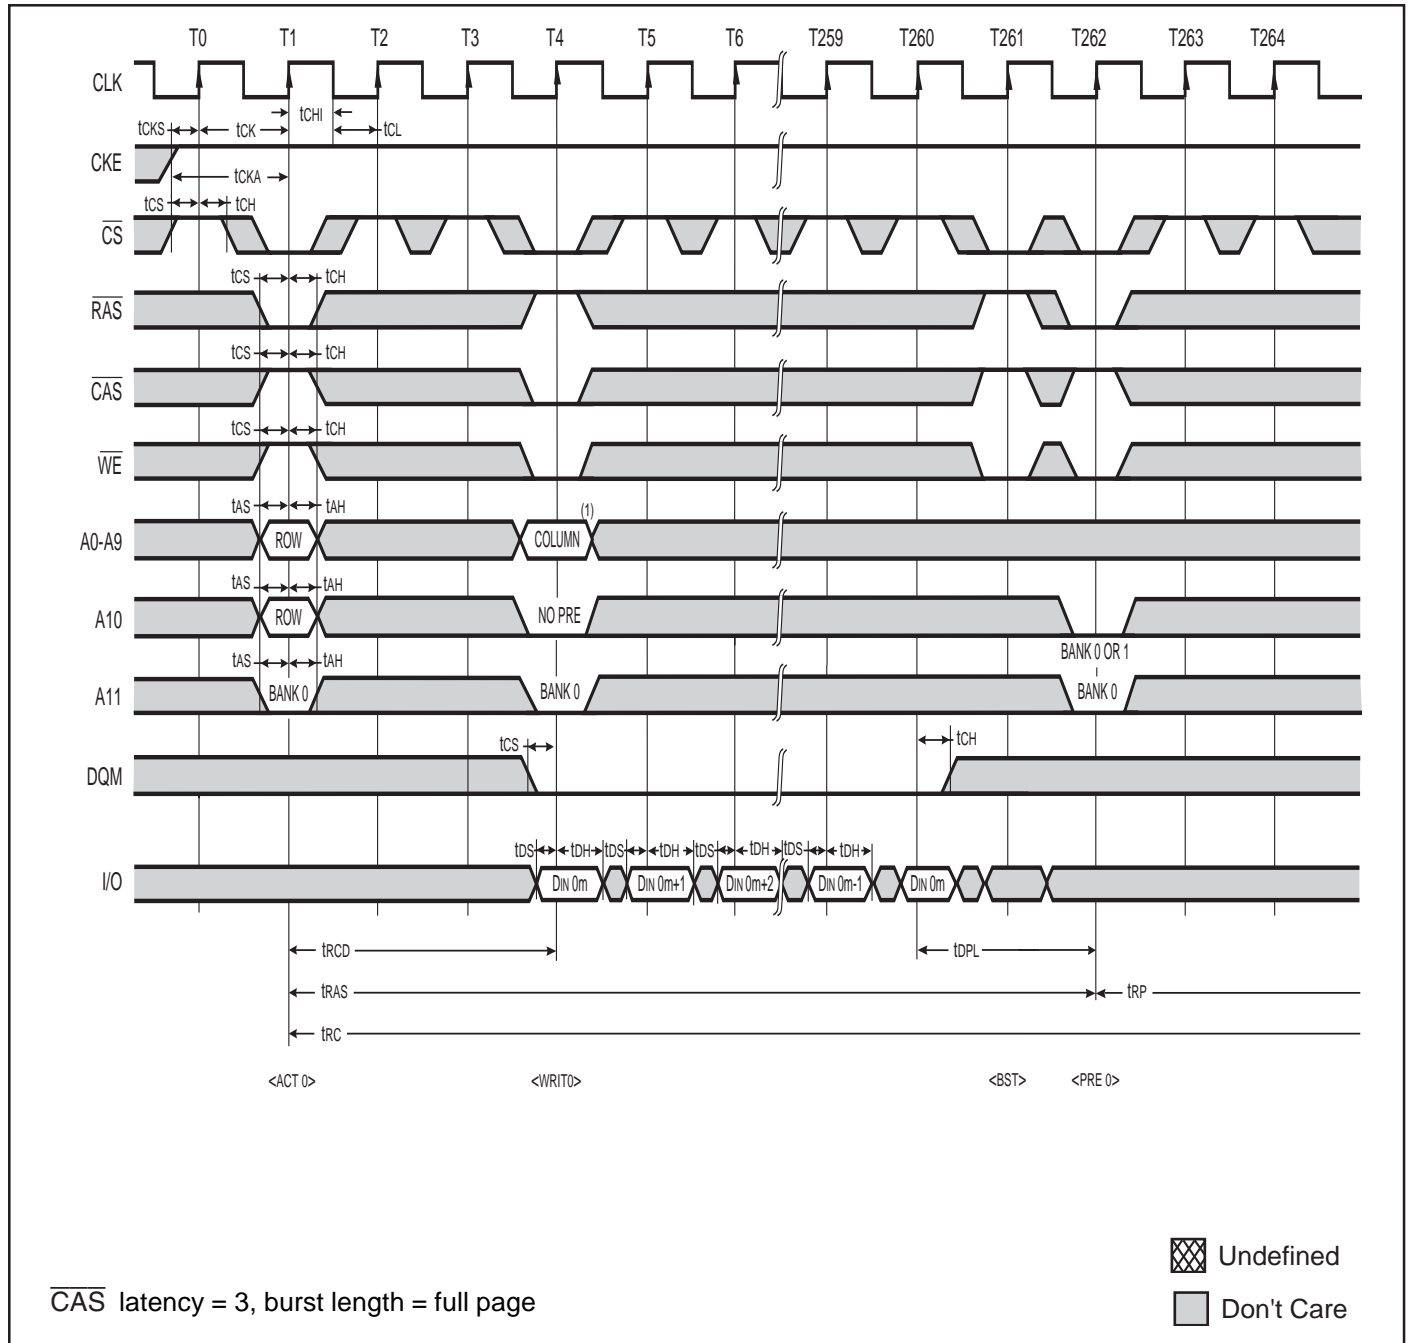 T0 T1 T2 T3 T4 T5 T6 T259 T260 T261 T262 T263 T264
CLK
tCHI
tCKS tCK tCL
CKE
tCKA
tCS tCH
CS
tCS tCH
RAS
tCS tCH
CAS
tCS tCH
WE
tAS tAH (1)
A0-A9 ROW COLUMN
tAS tAH
A10 ROW NO PRE
BANK 0 OR 1
tAS tAH
A11 BANK 0 BANK 0 BANK 0
tCS tCH
DQM
tDS tDH tDS tDH tDS tDH tDS tDH
I/O DIN 0m DIN 0m+1 DIN 0m+2 DIN 0m-1 DIN 0m
tRCD tDPL
tRAS tRP
tRC
<ACT 0> <WRIT0> <BST> <PRE 0>
Undefined
CAS latency = 3, burst length = full page
Don't Care